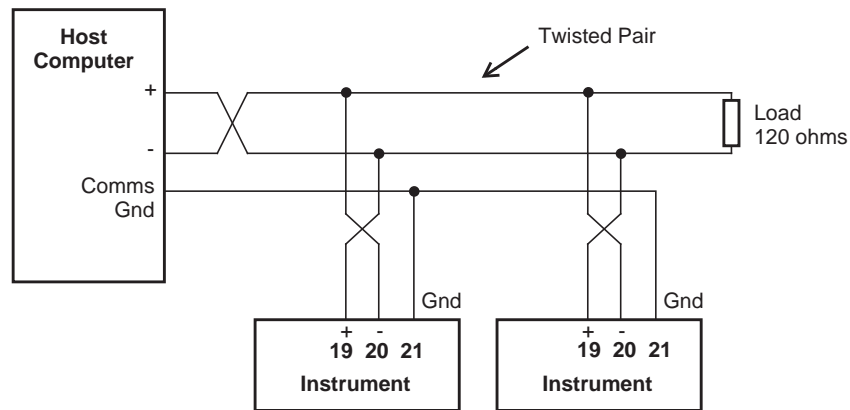 Host
Computer
+
-
Comms
Gnd
Twisted Pair
Load
120 ohms
Gnd
+ -
19 20 21
Instrument
Gnd
+ -
19 20 21
Instrument